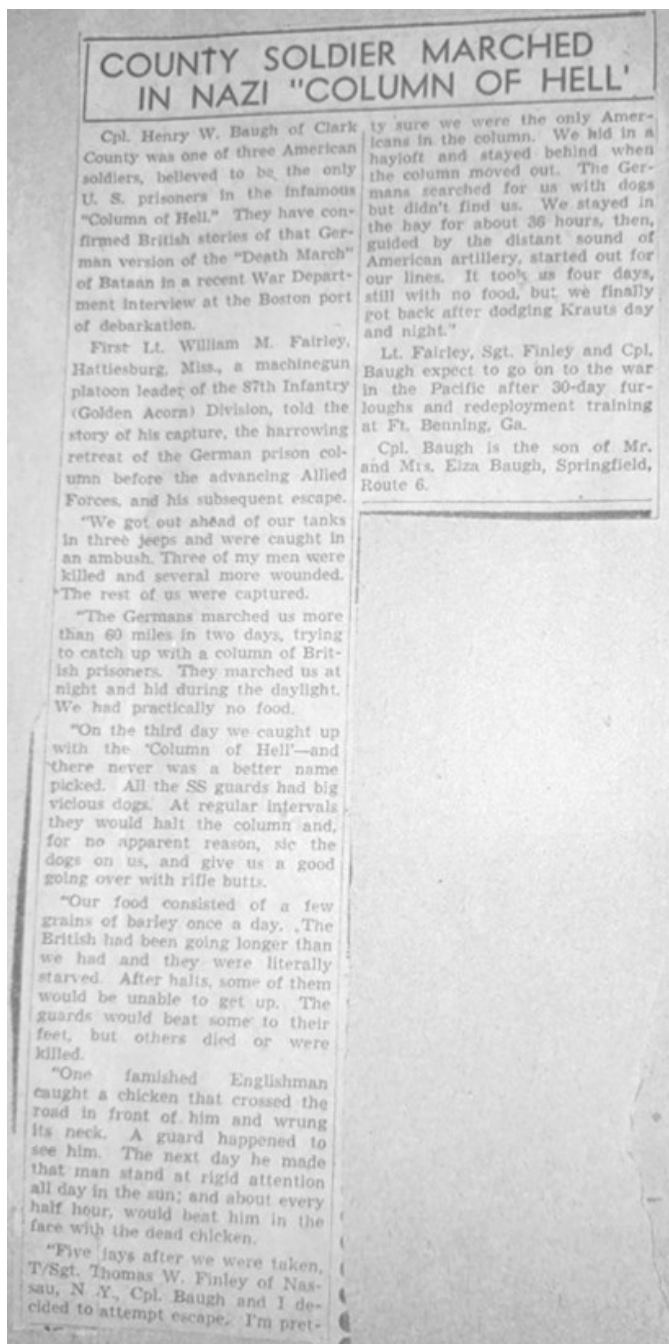 COUNTY SOLDIER MARCHED
IN NAZI "COLUMN OF HELL'
Cpl. Henry W. Baugh of Clark
County was one of three American
soldiers, believed to be the only
U. S. prisoners in the infamous
"Column of Hell." They have con-
firmed British stories of that Ger-
man version of the "Death March"
of Bataan in a recent War Depart-
ment interview at the Boston port
of debarkation.
First Lt. William M. Fairley,
Hattiesburg, Miss., a machinegun
platoon leader of the 87th Infantry
(Golden Acorn) Division, told the
story of his capture, the harrowing
retreat of the German prison col-
umn before the advancing Allied
Forces, and his subsequent escape.
"We got out ahead of our tanks
in three jeeps and were caught in
an ambush. Three of my men were
killed and several more wounded.
The rest of us were captured.
"The Germans marched us more
than 60 miles in two days, trying
to catch up with a column of Brit-
ish prisoners. They marched us at
night and hid during the daylight.
We had practically no food.
"On the third day we caught up
with the 'Column of Hell'—and
there never was a better name
picked. All the SS guards had big
vicious dogs. At regular intervals
they would halt the column and,
for no apparent reason, sic the
dogs on us, and give us a good
going over with rifle butts.
"Our food consisted of a few
grains of barley once a day. The
British had been going longer than
we had and they were literally
starved. After halts, some of them
would be unable to get up. The
guards would beat some to their
feet, but others died or were
killed.
"One famished Englishman
caught a chicken that crossed the
road in front of him and wrung
its neck. A guard happened to
see him. The next day he made
that man stand at rigid attention
all day in the sun; and about every
half hour, would beat him in the
face with the dead chicken.
"Five days after we were taken,
T/Sgt. Thomas W. Finley of Nas-
sau, N. Y., Cpl. Baugh and I de-
cided to attempt escape. I'm pret-
ty sure we were the only Amer-
icans in the column. We hid in a
hayloft and stayed behind when
the column moved out. The Ger-
mans searched for us with dogs
but didn't find us. We stayed in
the hay for about 36 hours, then,
guided by the distant sound of
American artillery, started out for
our lines. It took us four days,
still with no food, but we finally
got back after dodging Krauts day
and night."
Lt. Fairley, Sgt. Finley and Cpl.
Baugh expect to go on to the war
in the Pacific after 30-day fur-
loughs and redeployment training
at Ft. Benning, Ga.
Cpl. Baugh is the son of Mr.
and Mrs. Elza Baugh, Springfield,
Route 6.